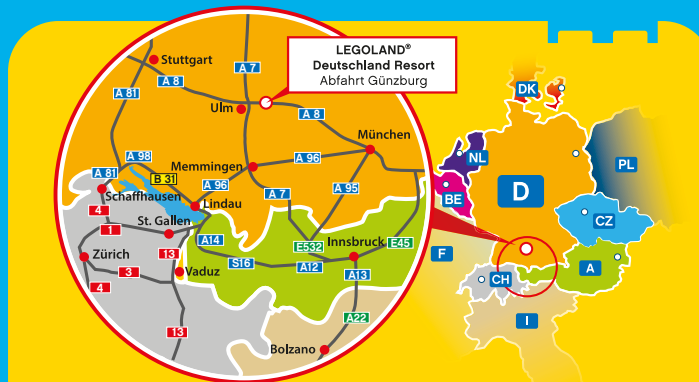 LEGOLAND®
Deutschland Resort
Abfahrt Günzburg
Stuttgart
A 7
A 8
A 81
Ulm
A 8
München
A 98
A 96
Memmingen
A 81
B 31
Schaffhausen
A 96
A 7
A 95
4
Lindau
St. Gallen
1
A14
E532
Innsbruck
E45
Zürich
13
S16
A12
A13
3
Vaduz
4
13
A22
Bolzano
DK
NL
PL
D
BE
CZ
F
A
CH
I